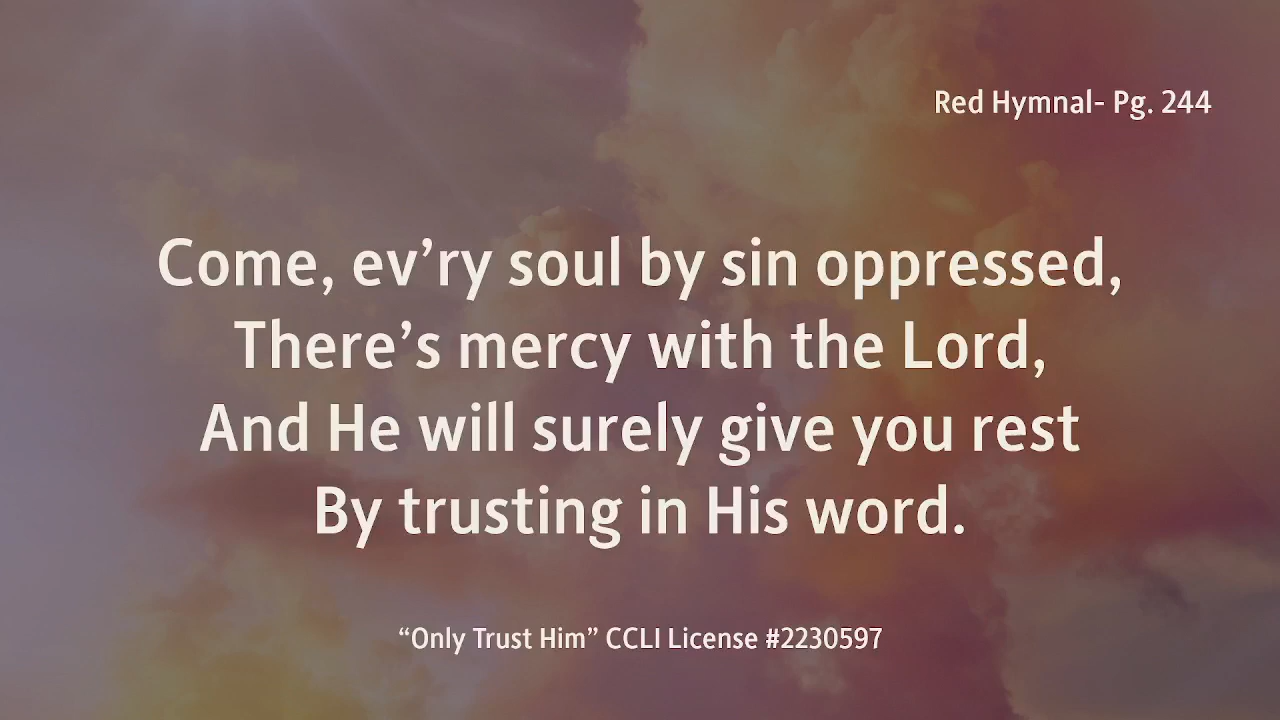 Red Hymnal- Pg. 244
Come, ev’ry soul by sin oppressed,
There’s mercy with the Lord,
And He will surely give you rest
By trusting in His word.
“Only Trust Him” CCLI License #2230597